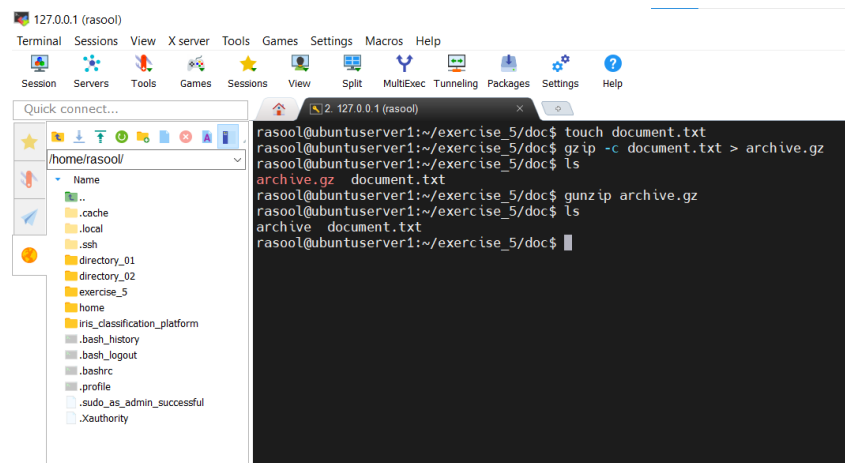 127.0.0.1 (rasool)
Terminal Sessions View X server Tools Games Settings Macros Help
Session Servers Tools Games Sessions View Split MultiExec Tunneling Packages Settings Help
Quick connect...
2. 127.0.0.1 (rasool)
/home/rasool/
Name
..
.cache
.local
.ssh
directory_01
directory_02
exercise_5
home
iris_classification_platform
.bash_history
.bash_logout
.bashrc
.profile
.sudo_as_admin_successful
.Xauthority
rasool@ubuntuserver1:~/exercise_5/doc$ touch document.txt
rasool@ubuntuserver1:~/exercise_5/doc$ gzip -c document.txt > archive.gz
rasool@ubuntuserver1:~/exercise_5/doc$ ls
archive.gz  document.txt
rasool@ubuntuserver1:~/exercise_5/doc$ gunzip archive.gz
rasool@ubuntuserver1:~/exercise_5/doc$ ls
archive  document.txt
rasool@ubuntuserver1:~/exercise_5/doc$